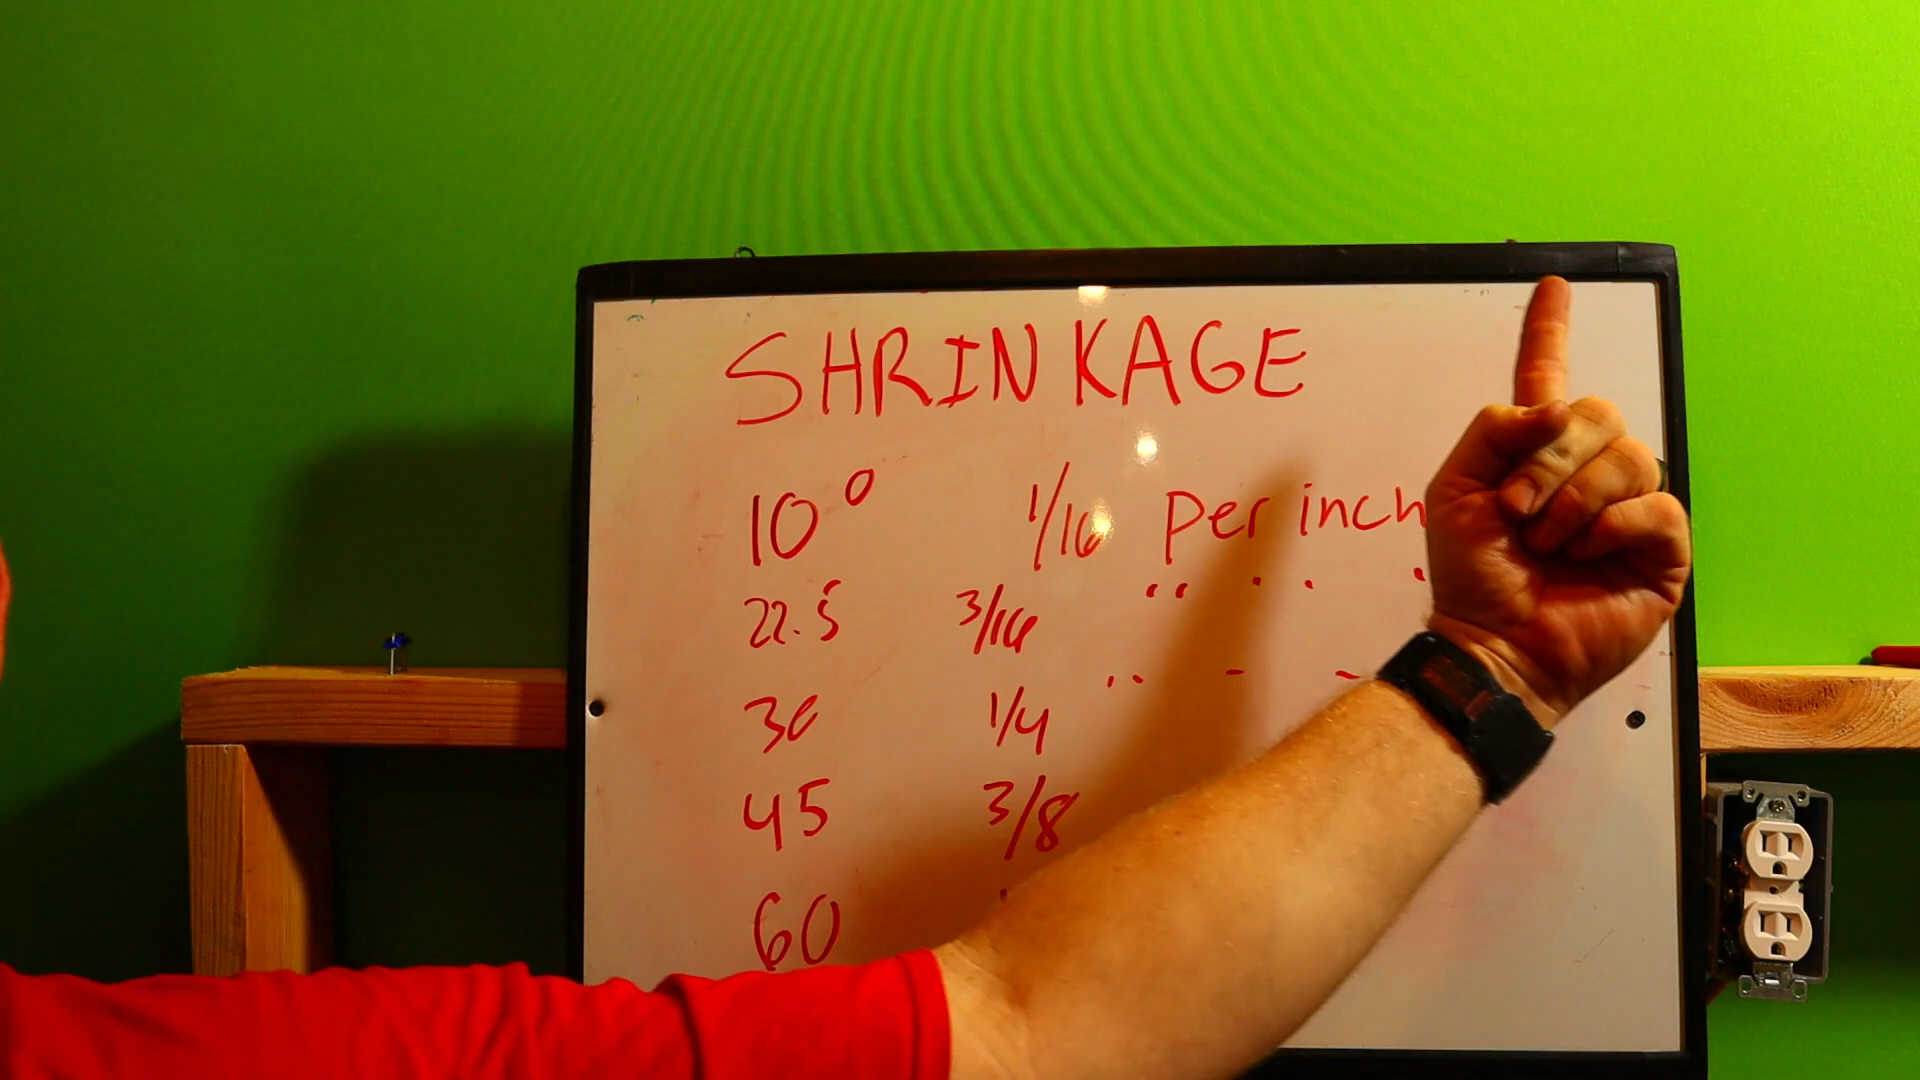 SHRINKAGE
10° 1/16 Per inch
22.5 3/16 " " "
30 1/4 " - -
45 3/8
60